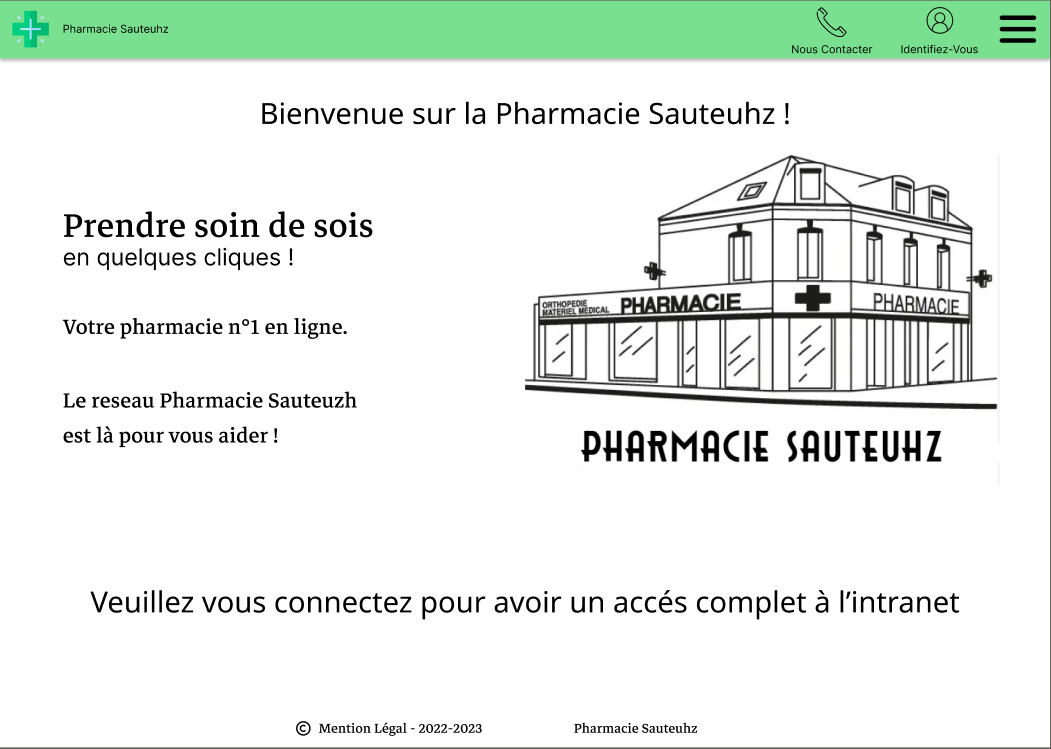 Pharmacie Sauteuhz
Nous Contacter
Identifiez-Vous
Bienvenue sur la Pharmacie Sauteuhz !
Prendre soin de sois
en quelques cliques !
Votre pharmacie n°1 en ligne.
Le reseau Pharmacie Sauteuzh
est là pour vous aider !
ORTHOPEDIE
MATERIEL MEDICAL
PHARMACIE
PHARMACIE
PHARMACIE SAUTEUHZ
Veuillez vous connectez pour avoir un accés complet à l’intranet
© Mention Légal - 2022-2023
Pharmacie Sauteuhz